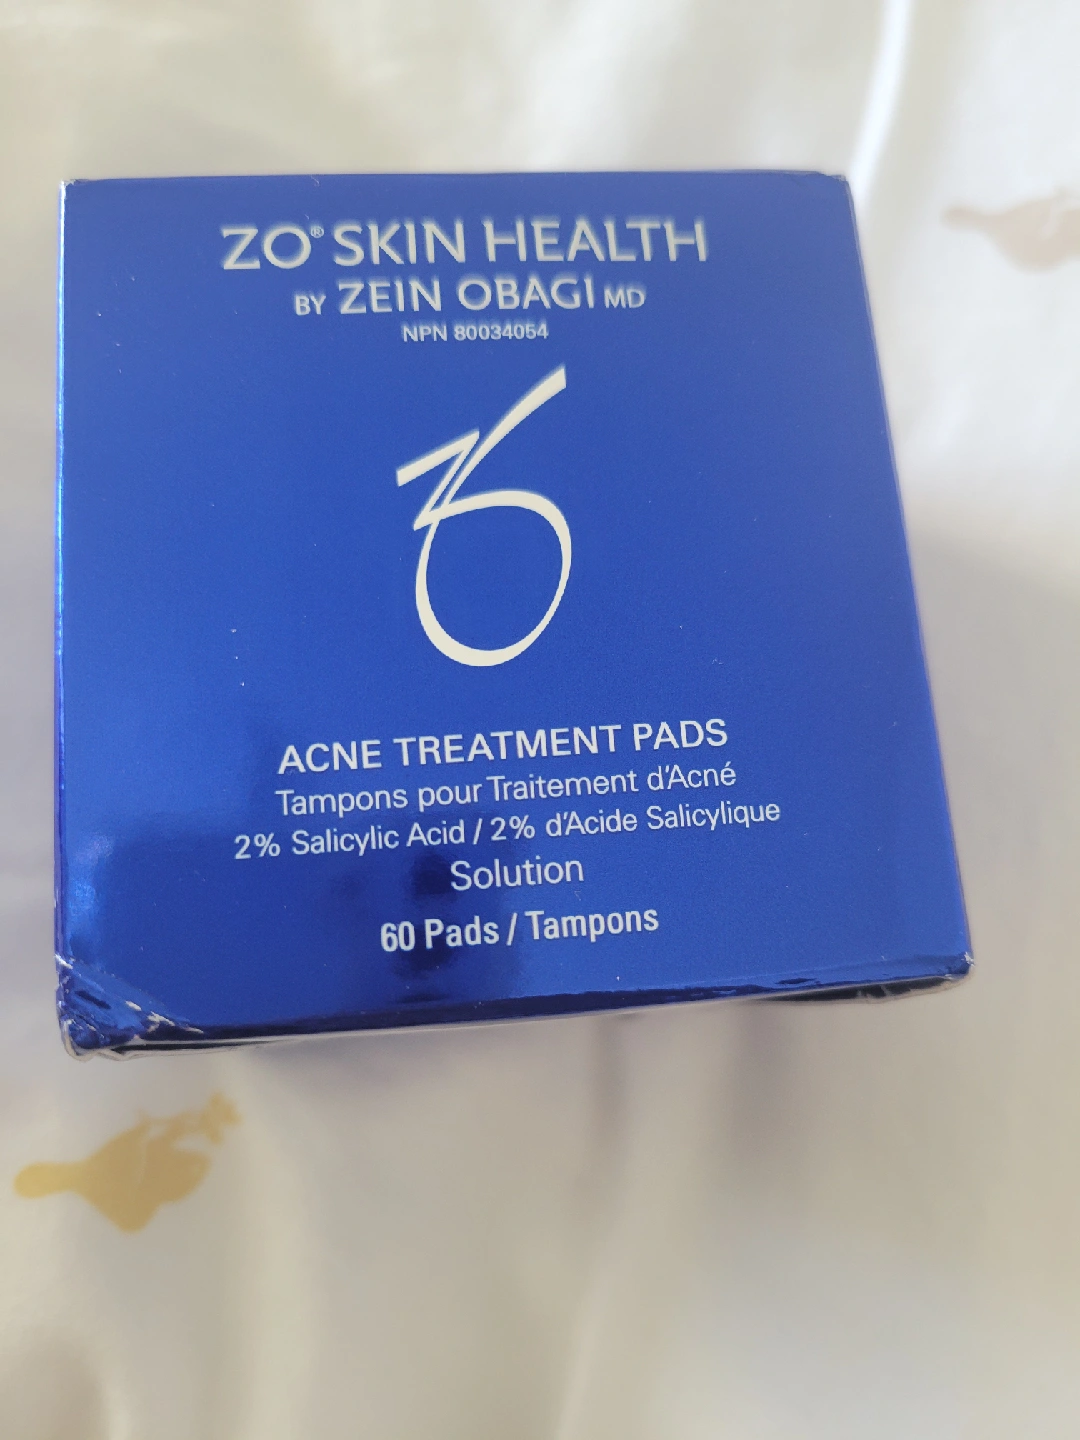 ZO® SKIN HEALTH
BY ZEIN OBAGI MD
NPN 80034054
ACNE TREATMENT PADS
Tampons pour Traitement d'Acné
2% Salicylic Acid / 2% d'Acide Salicylique
Solution
60 Pads / Tampons